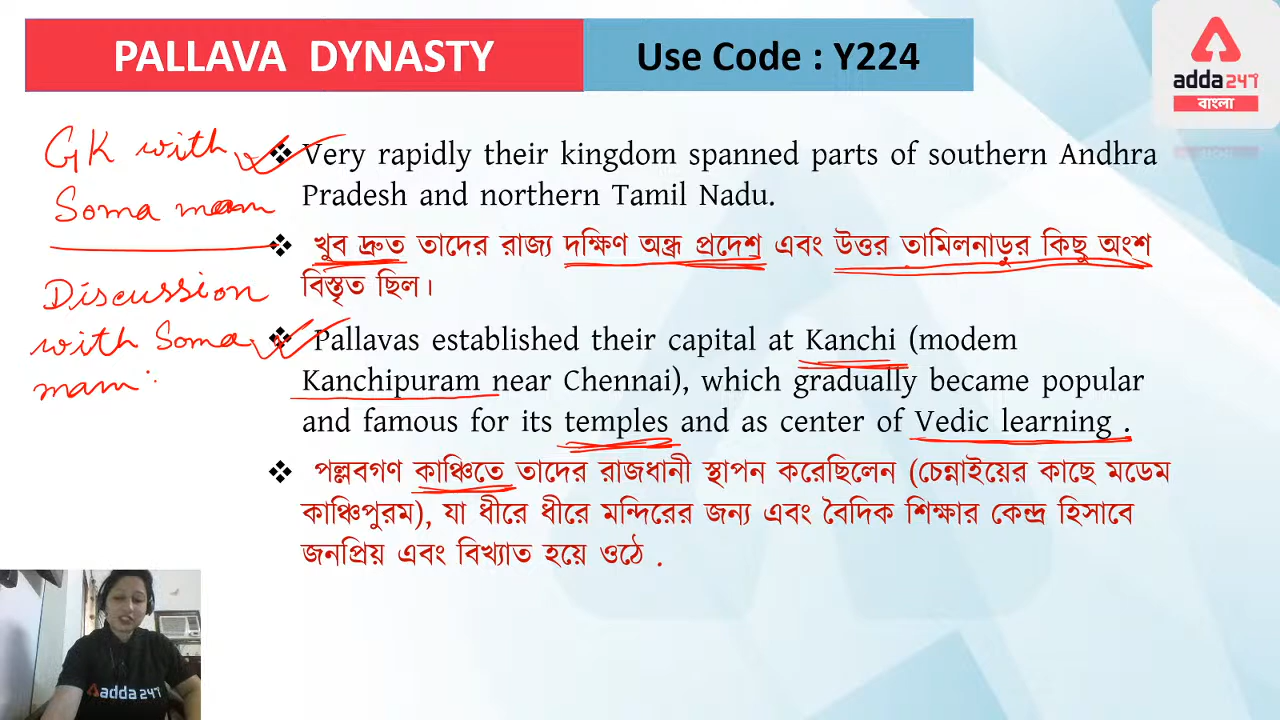 PALLAVA DYNASTY
Use Code : Y224
adda247
বাংলা
GK with
Soma mam
Discussion
with Soma
mam :
❖ Very rapidly their kingdom spanned parts of southern Andhra
Pradesh and northern Tamil Nadu.
❖ খুব দ্রুত তাদের রাজ্য দক্ষিণ অন্ধ্র প্রদেশ এবং উত্তর তামিলনাড়ুর কিছু অংশ
বিস্তৃত ছিল।
❖ Pallavas established their capital at Kanchi (modem
Kanchipuram near Chennai), which gradually became popular
and famous for its temples and as center of Vedic learning .
❖ পল্লবগণ কাঞ্চিতে তাদের রাজধানী স্থাপন করেছিলেন (চেন্নাইয়ের কাছে মডেম
কাঞ্চিপুরম), যা ধীরে ধীরে মন্দিরের জন্য এবং বৈদিক শিক্ষার কেন্দ্র হিসাবে
জনপ্রিয় এবং বিখ্যাত হয়ে ওঠে .
adda247